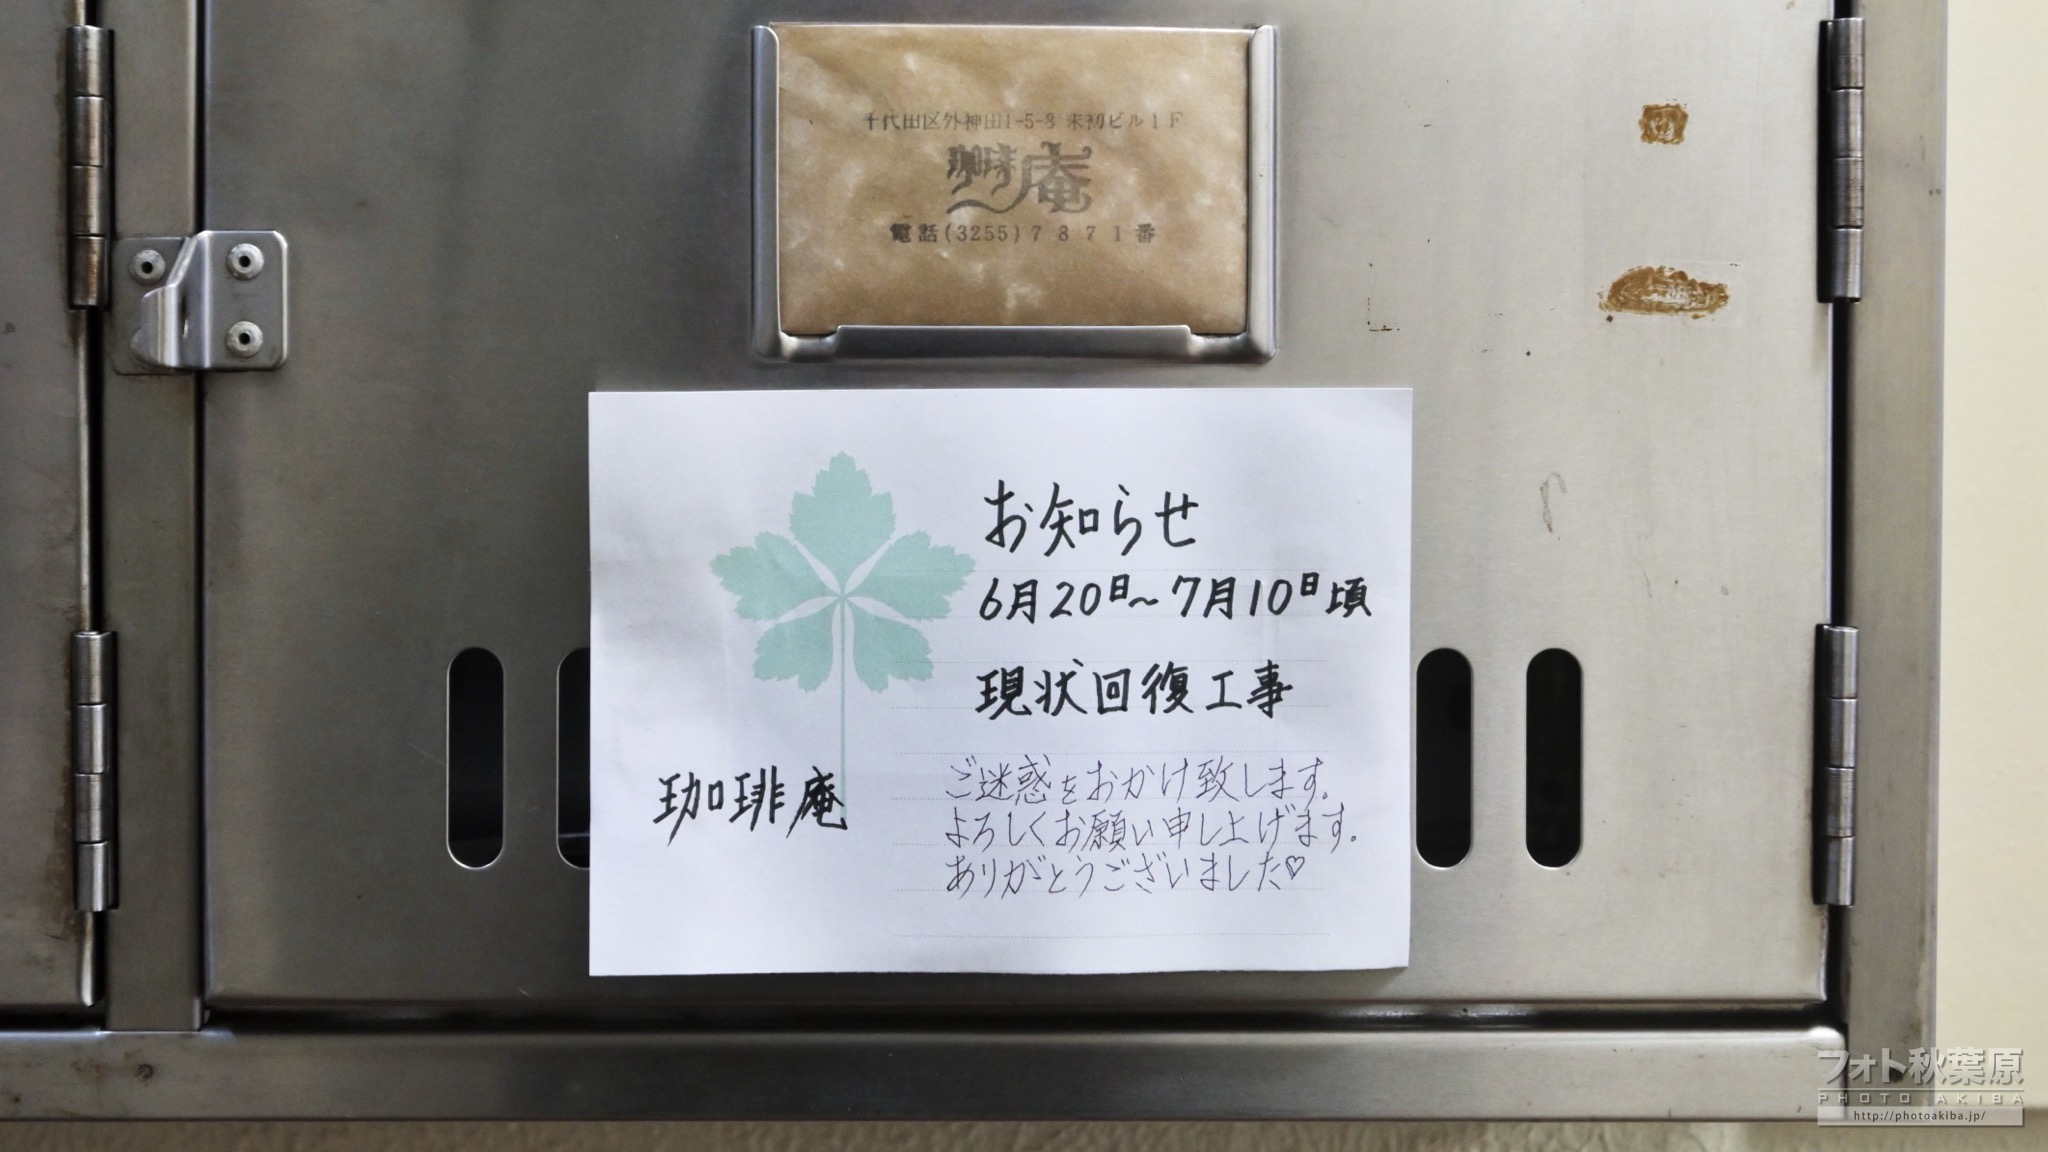 千代田区外神田1-5-8 来初ビル1F
珈琲庵
電話(3255)7871番
お知らせ
6月20日~7月10日頃
現状回復工事
珈琲庵
ご迷惑をおかけ致します。
よろしくお願い申し上げます。
ありがとうございました♡
フォト秋葉原
PHOTO AKIBA
http://photoakiba.jp/